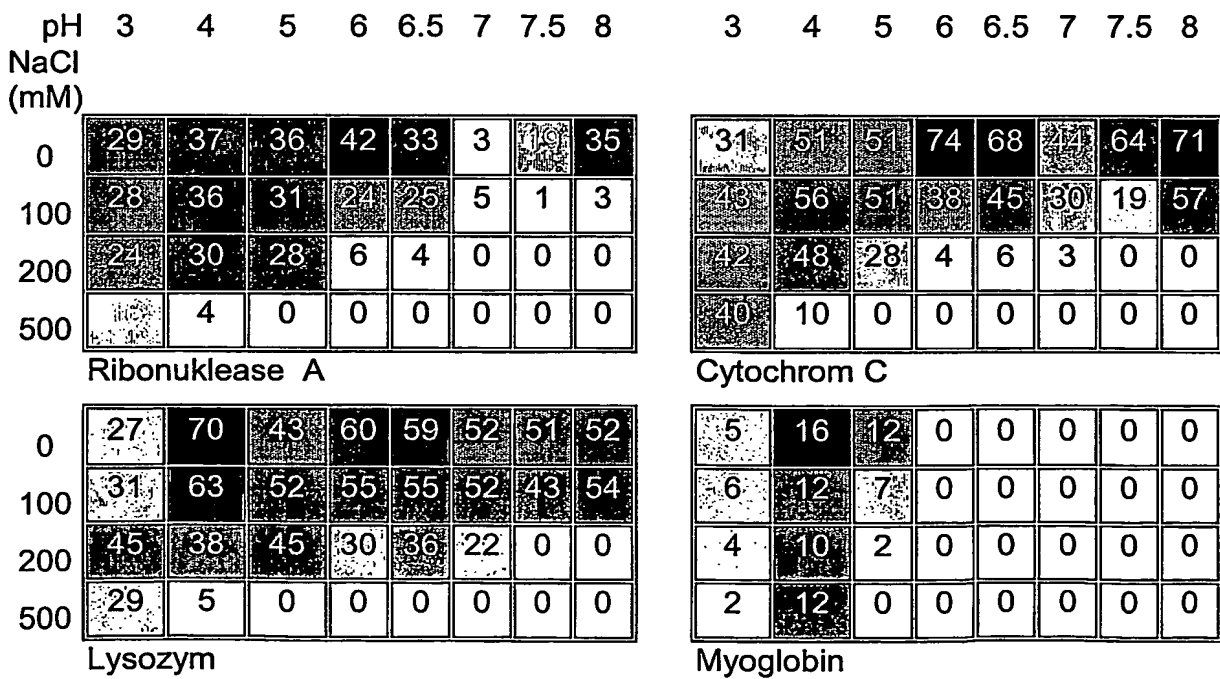 pH 3 4 5 6 6.5 7 7.5 8 3 4 5 6 6.5 7 7.5 8
NaCl
(mM)
0 29 37 36 42 33 3 19 35 31 51 51 74 68 44 64 71
100 28 36 31 24 25 5 1 3 43 56 51 38 45 30 19 57
200 24 30 28 6 4 0 0 0 42 48 28 4 6 3 0 0
500 4 0 0 0 0 0 0 40 10 0 0 0 0 0 0
Ribonuklease A Cytochrom C
0 27 70 43 60 59 52 51 52 5 16 12 0 0 0 0 0
100 31 63 52 55 55 52 43 54 6 12 7 0 0 0 0 0
200 45 38 45 30 36 22 0 0 4 10 2 0 0 0 0 0
500 29 5 0 0 0 0 0 0 2 12 0 0 0 0 0 0
Lysozym Myoglobin